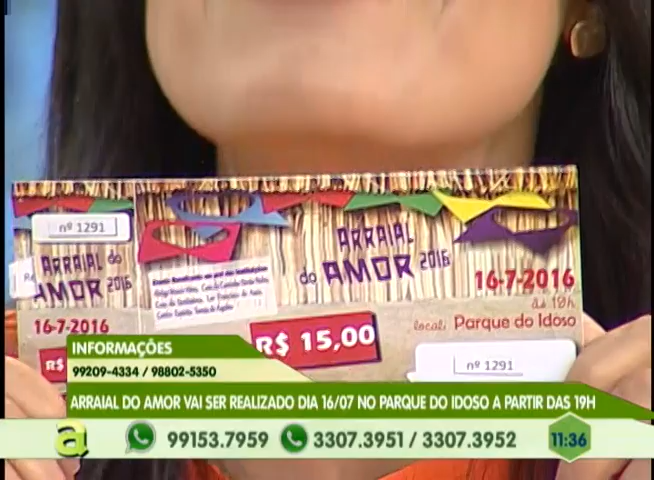 nº 1291
ARRAIAL do
AMOR 2016
16-7-2016
R$
ARRAIAL
do AMOR 2016
16-7-2016
às 19h
local: Parque do Idoso
R$ 15,00
nº 1291
INFORMAÇÕES
99209-4334 / 98802-5350
ARRAIAL DO AMOR VAI SER REALIZADO DIA 16/07 NO PARQUE DO IDOSO A PARTIR DAS 19H
a 99153.7959 3307.3951 / 3307.3952 11:36